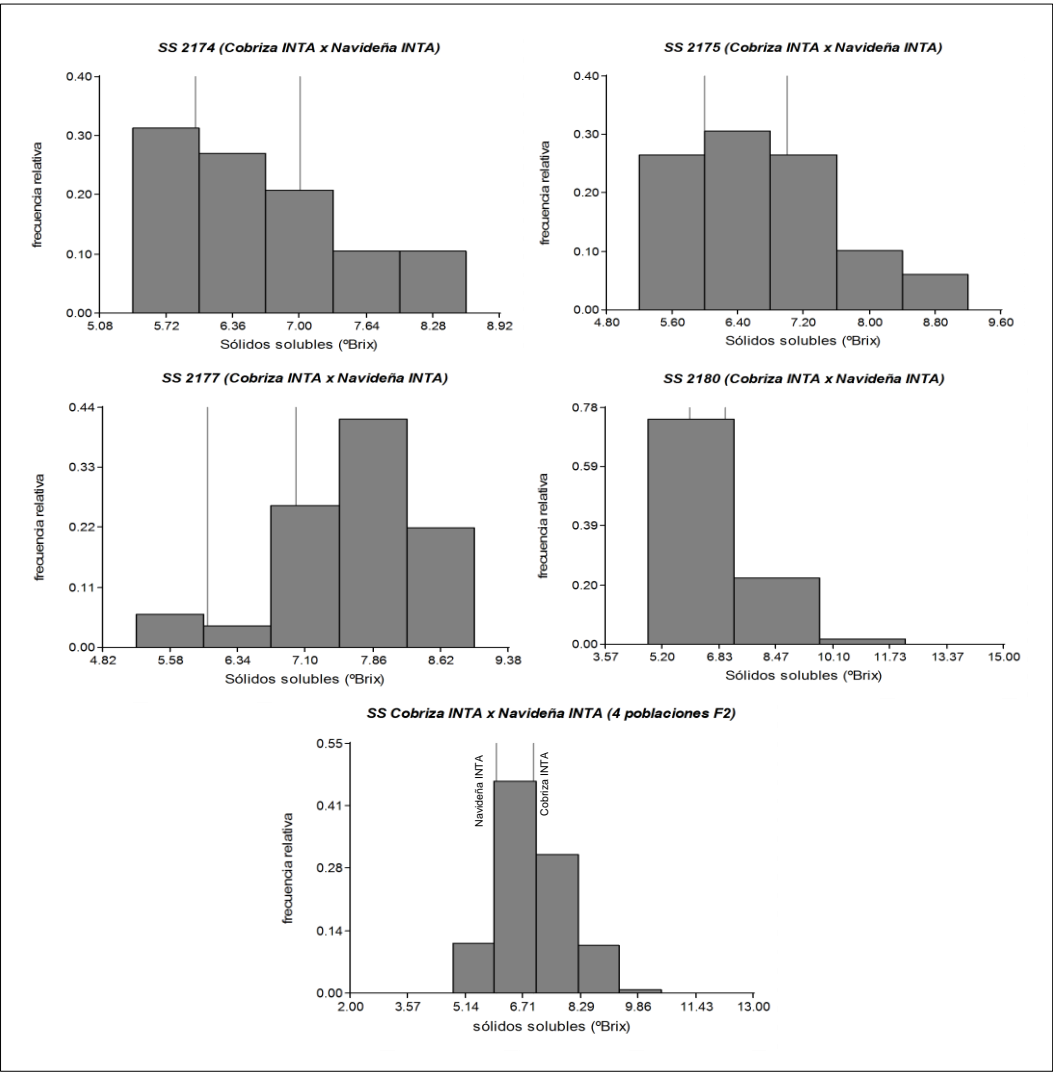 SS 2174 (Cobriza INTA x Navideña INTA)
0.40
0.30
0.20
0.10
0.00
frecuencia relativa
5.08 5.72 6.36 7.00 7.64 8.28 8.92
Sólidos solubles (ºBrix)
SS 2175 (Cobriza INTA x Navideña INTA)
0.40
0.30
0.20
0.10
0.00
frecuencia relativa
4.80 5.60 6.40 7.20 8.00 8.80 9.60
Sólidos solubles (ºBrix)
SS 2177 (Cobriza INTA x Navideña INTA)
0.44
0.33
0.22
0.11
0.00
frecuencia relativa
4.82 5.58 6.34 7.10 7.86 8.62 9.38
Sólidos solubles (ºBrix)
SS 2180 (Cobriza INTA x Navideña INTA)
0.78
0.59
0.39
0.20
0.00
frecuencia relativa
3.57 5.20 6.83 8.47 10.10 11.73 13.37 15.00
Sólidos solubles (ºBrix)
SS Cobriza INTA x Navideña INTA (4 poblaciones F2)
0.55
0.41
0.28
0.14
0.00
frecuencia relativa
Navideña INTA
Cobriza INTA
2.00 3.57 5.14 6.71 8.29 9.86 11.43 13.00
sólidos solubles (ºBrix)